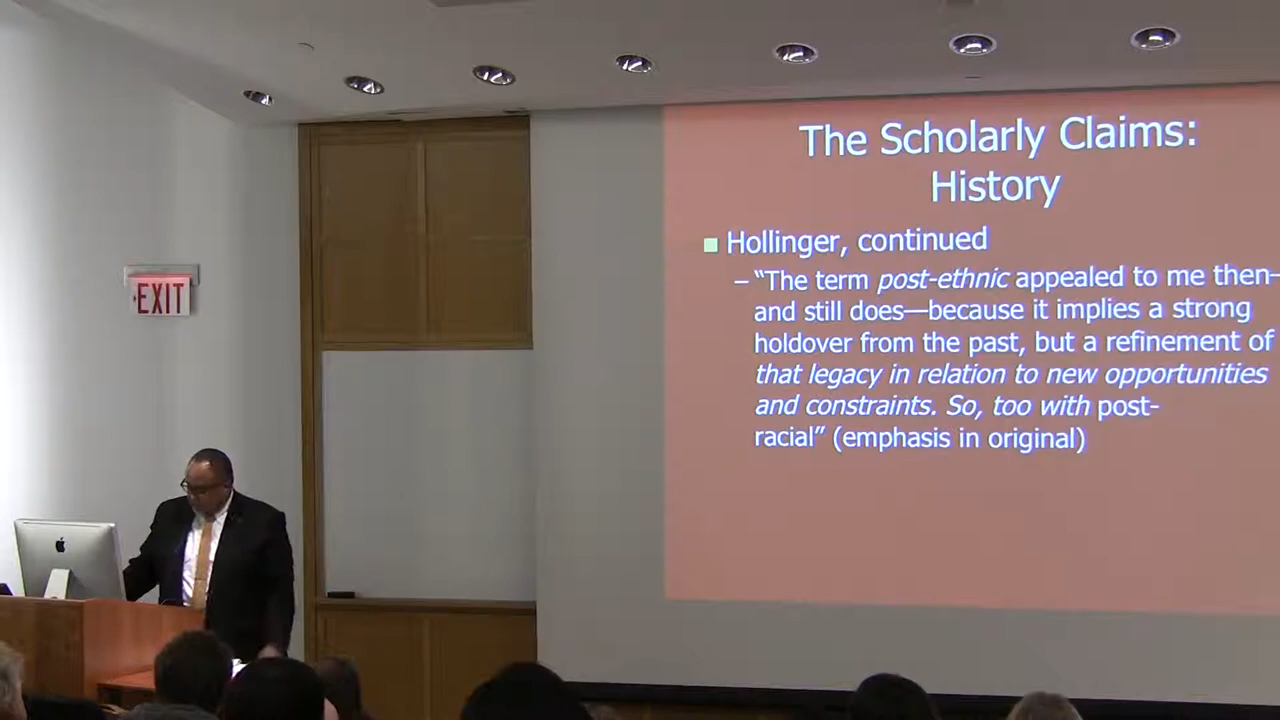 The Scholarly Claims:
History
Hollinger, continued
– “The term post-ethnic appealed to me then–
and still does—because it implies a strong
holdover from the past, but a refinement of
that legacy in relation to new opportunities
and constraints. So, too with post-
racial” (emphasis in original)
EXIT